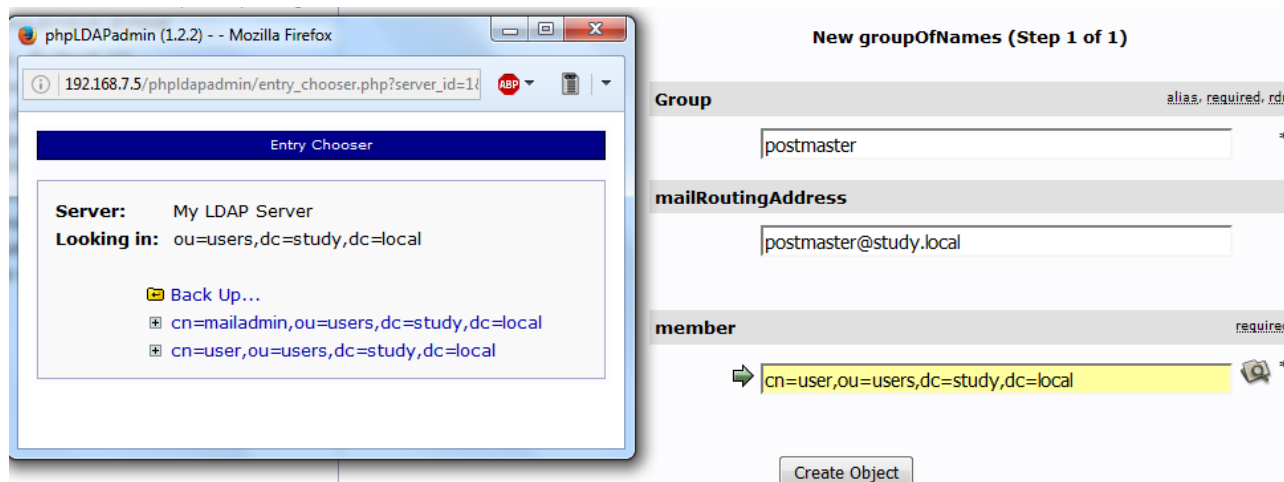 phpLDAPadmin (1.2.2) - - Mozilla Firefox
192.168.7.5/phpldapadmin/entry_chooser.php?server_id=1
ABP
Entry Chooser
Server: My LDAP Server
Looking in: ou=users,dc=study,dc=local
Back Up...
cn=mailadmin,ou=users,dc=study,dc=local
cn=user,ou=users,dc=study,dc=local
New groupOfNames (Step 1 of 1)
Group alias, required, rd
postmaster *
mailRoutingAddress
postmaster@study.local
member required
cn=user,ou=users,dc=study,dc=local *
Create Object